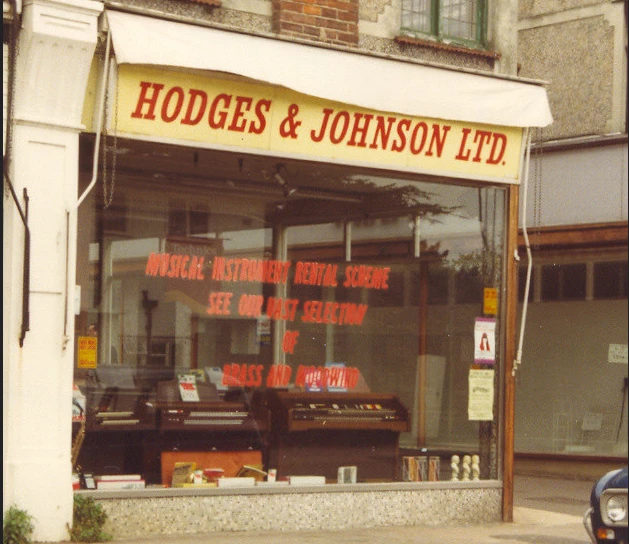 HODGES & JOHNSON LTD.
MUSICAL INSTRUMENT RENTAL SCHEME
SEE OUR VAST SELECTION
OF
BRASS AND WOODWIND